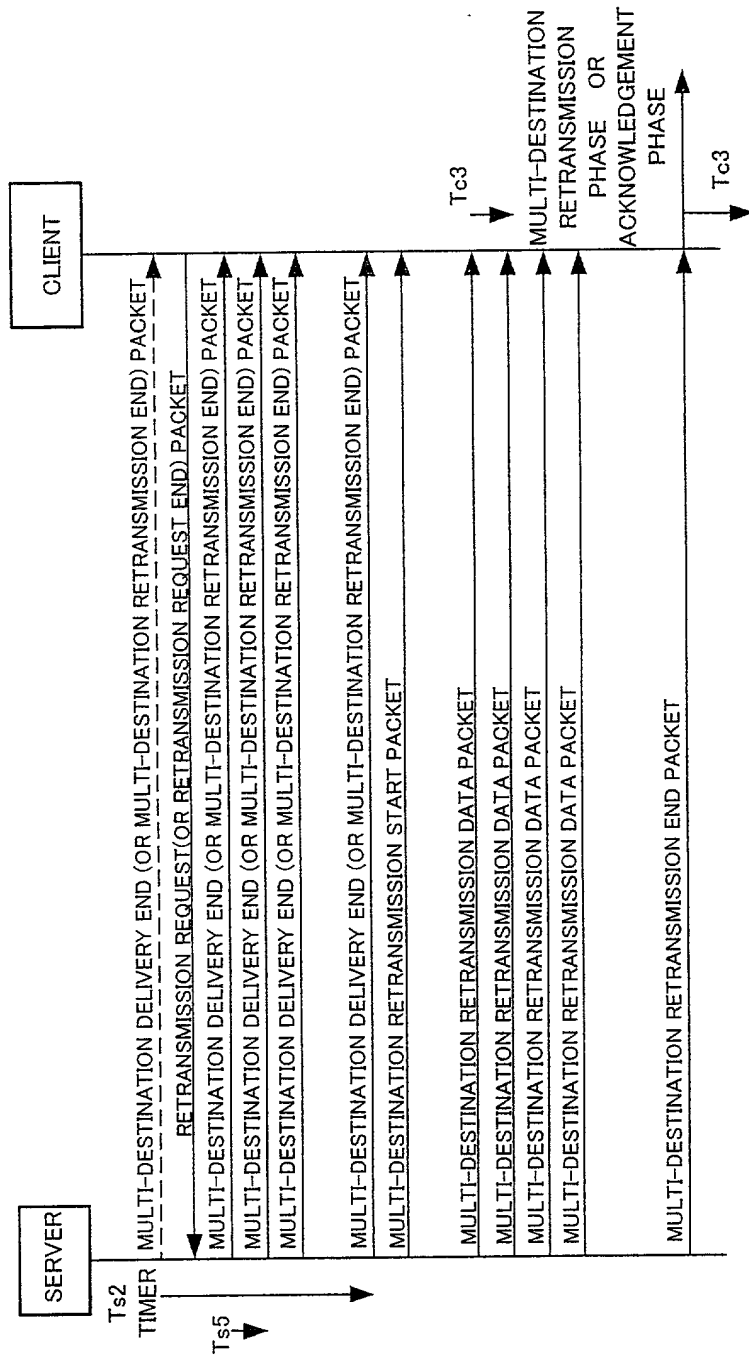 SERVER
CLIENT
Ts2
TIMER
Ts5
MULTI-DESTINATION DELIVERY END (OR MULTI-DESTINATION RETRANSMISSION END) PACKET
RETRANSMISSION REQUEST(OR RETRANSMISSION REQUEST END) PACKET
MULTI-DESTINATION DELIVERY END (OR MULTI-DESTINATION RETRANSMISSION END) PACKET
MULTI-DESTINATION DELIVERY END (OR MULTI-DESTINATION RETRANSMISSION END) PACKET
MULTI-DESTINATION DELIVERY END (OR MULTI-DESTINATION RETRANSMISSION END) PACKET
MULTI-DESTINATION DELIVERY END (OR MULTI-DESTINATION RETRANSMISSION END) PACKET
MULTI-DESTINATION RETRANSMISSION START PACKET
MULTI-DESTINATION RETRANSMISSION DATA PACKET
MULTI-DESTINATION RETRANSMISSION DATA PACKET
MULTI-DESTINATION RETRANSMISSION DATA PACKET
MULTI-DESTINATION RETRANSMISSION DATA PACKET
MULTI-DESTINATION RETRANSMISSION END PACKET
Tc3
MULTI-DESTINATION
RETRANSMISSION
PHASE OR
ACKNOWLEDGEMENT
PHASE
Tc3